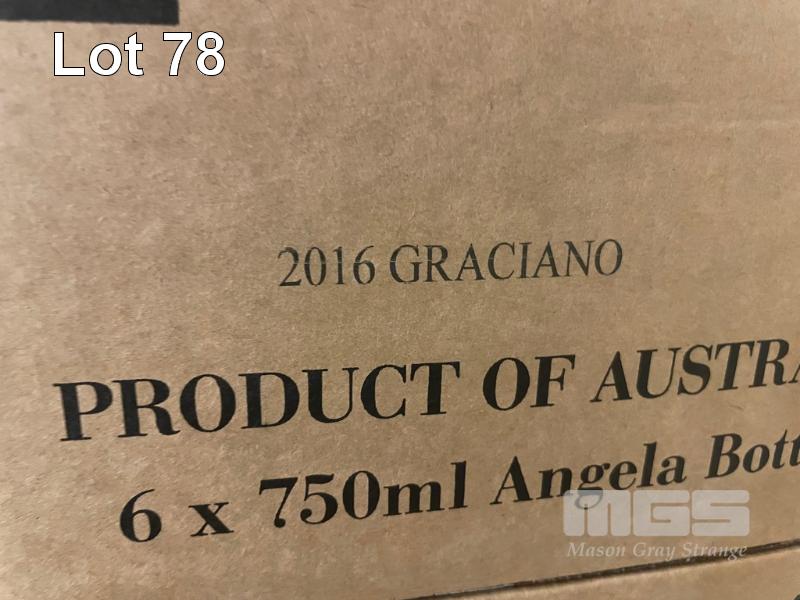 Lot 78
2016 GRACIANO
PRODUCT OF AUSTRA
6 x 750ml Angela Bott
MGS
Mason Gray Strange